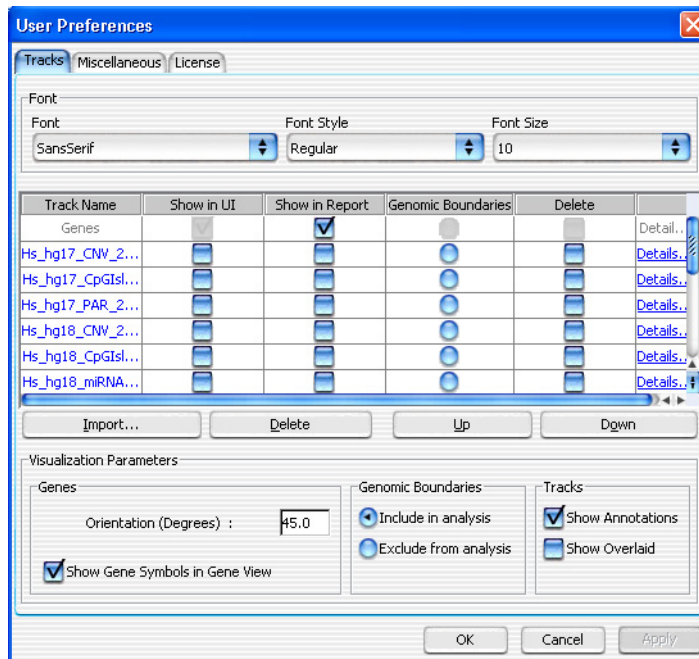 User Preferences
Tracks Miscellaneous License
Font
Font Font Style Font Size
SansSerif Regular 10
Track Name Show in UI Show in Report Genomic Boundaries Delete
Genes Detail..
Hs_hg17_CNV_2... Details..
Hs_hg17_CpGIsl... Details..
Hs_hg17_PAR_2... Details..
Hs_hg18_CNV_2... Details..
Hs_hg18_CpGIsl... Details..
Hs_hg18_miRNA... Details..
Import... Delete Up Down
Visualization Parameters
Genes Genomic Boundaries Tracks
Orientation (Degrees) : 45.0 Include in analysis Show Annotations
Exclude from analysis Show Overlaid
Show Gene Symbols in Gene View
OK Cancel Apply